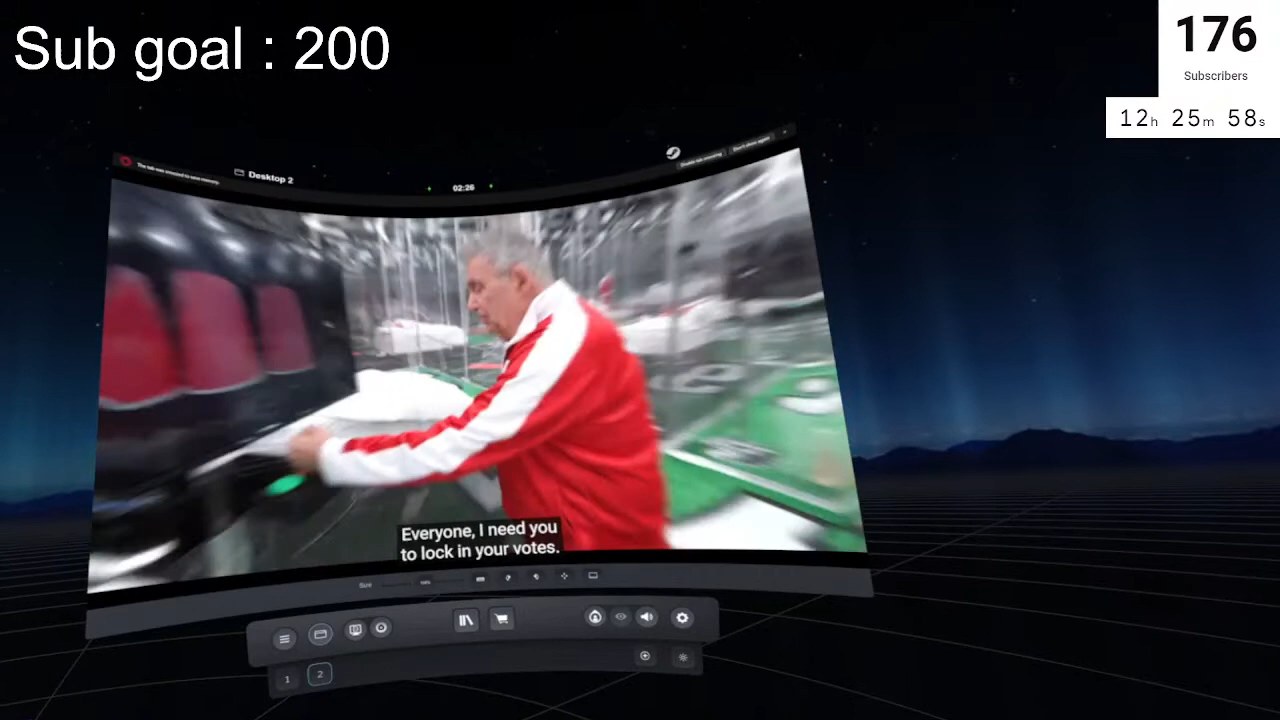 Sub goal : 200
176
Subscribers
12h 25m 58s
Desktop 2
02:26
Everyone, I need you
to lock in your votes.
Size
1
2